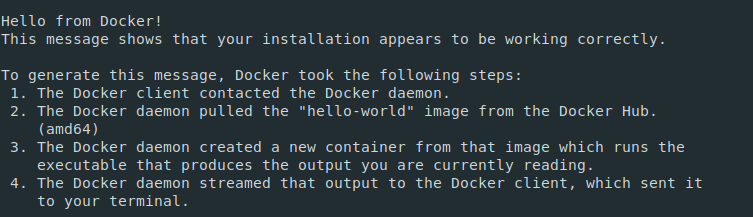 Hello from Docker!
This message shows that your installation appears to be working correctly.

To generate this message, Docker took the following steps:
 1. The Docker client contacted the Docker daemon.
 2. The Docker daemon pulled the "hello-world" image from the Docker Hub.
    (amd64)
 3. The Docker daemon created a new container from that image which runs the
    executable that produces the output you are currently reading.
 4. The Docker daemon streamed that output to the Docker client, which sent it
    to your terminal.